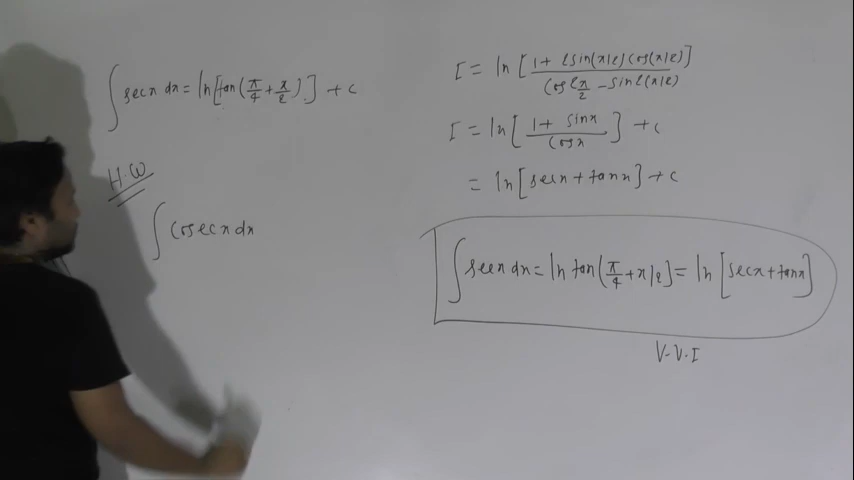 ∫ secx dx = ln[tan(π/4 + x/2)] + c
H.W
∫ cosecx dx
I = ln [ (1 + 2sin(x/2) cos(x/2)) / (cos²x/2 - sin²(x/2)) ]
I = ln [ (1 + sinx) / cosx ] + c
= ln [secx + tanx] + c
∫ secx dx = ln tan(π/4 + x/2] = ln [secx + tanx]
V.V.I